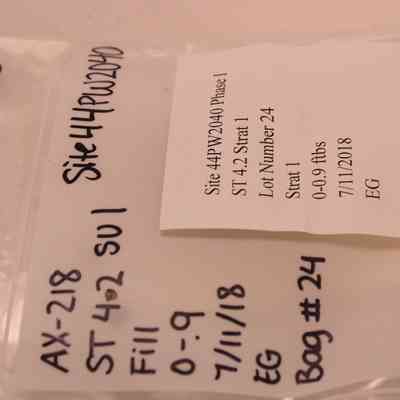 Site 44PW2040
AX-218
ST 4.2 SU 1
Fill
0-.9
7/11/18
EG
Bag # 24
Site 44PW2040 Phase I
ST 4.2 Strat 1
Lot Number 24
Strat 1
0-0.9 ftbs
7/11/2018
EG